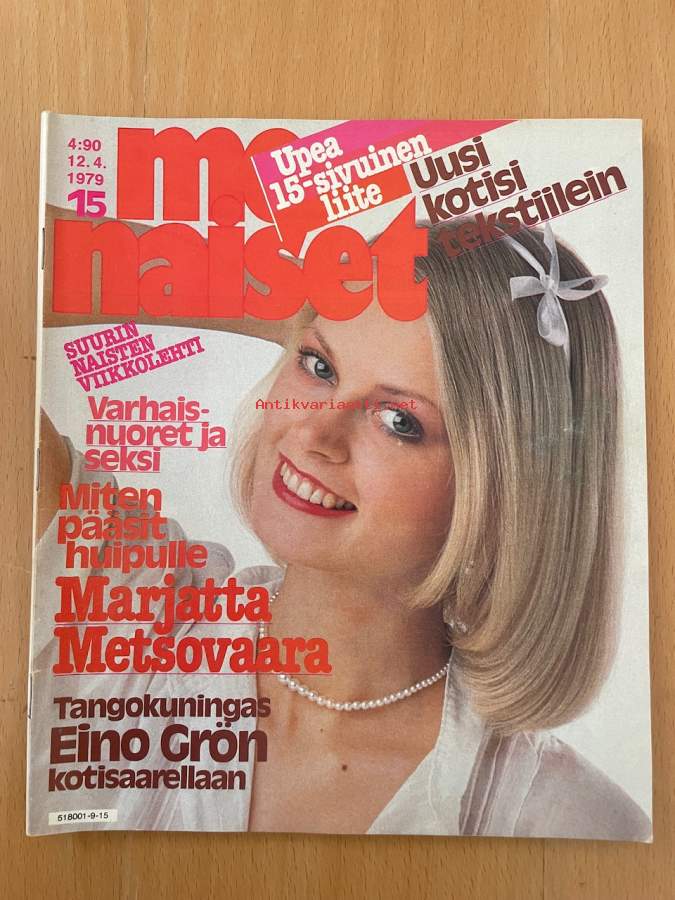 4:90
12.4.
1979
15
me
naiset
Upea
15-sivuinen
liite
Uusi
kotisi
tekstiilein
SUURIN
NAISTEN
VIIKKOLEHTI
Varhais-
nuoret ja
seksi
Antikvariaatti.net
Miten
pääsit
huipulle
Marjatta
Metsovaara
Tangokuningas
Eino Grön
kotisaarellaan
518001-9-15